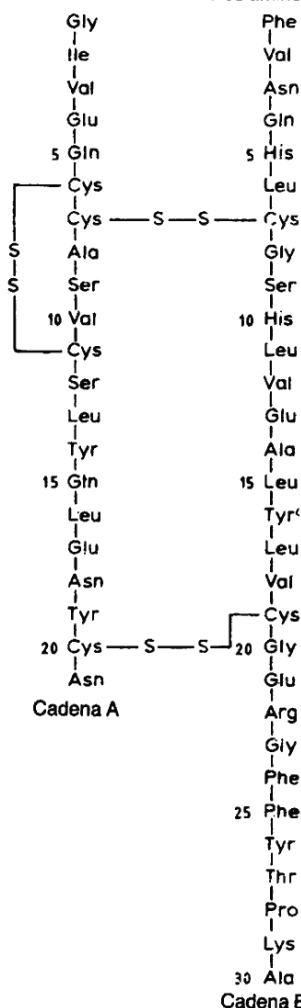 Gly
Ile
Val
Glu
5 Gln
Cys
Cys — S — S —
Ala
S
S
Ser
10 Val
Cys
Ser
Leu
Tyr
15 Gln
Leu
Glu
Asn
Tyr
20 Cys — S — S
Asn
Cadena A
Phe
Val
Asn
Gln
5 His
Leu
Cys
Gly
Ser
10 His
Leu
Val
Glu
Ala
15 Leu
Tyr
Leu
Val
Cys
20 Gly
Glu
Arg
Gly
Phe
25 Phe
Tyr
Thr
Pro
Lys
30 Ala
Cadena B